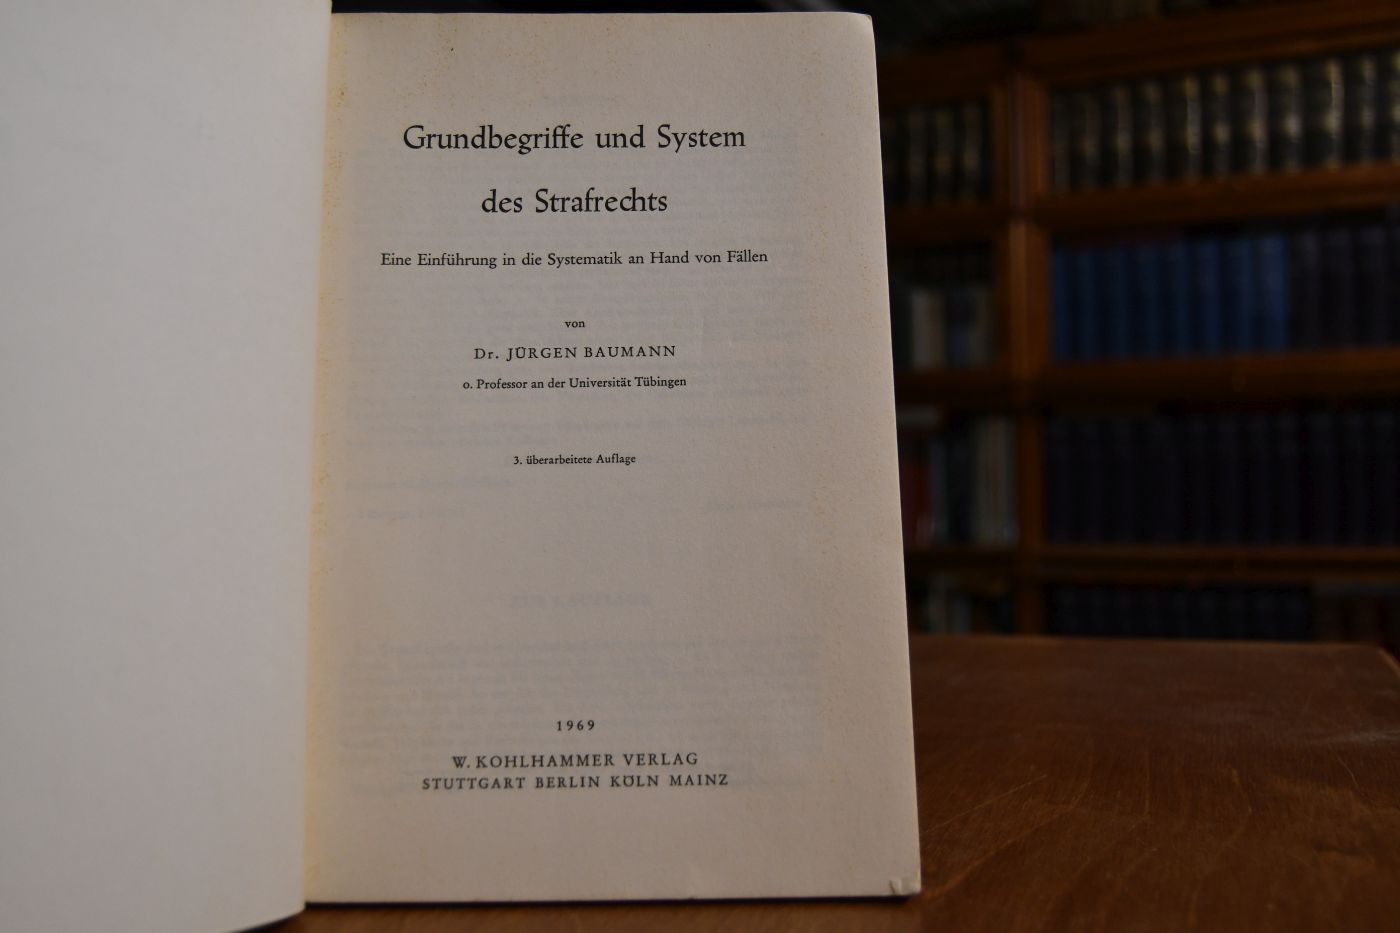 Grundbegriffe und System
des Strafrechts
Eine Einführung in die Systematik an Hand von Fällen
von
Dr. JÜRGEN BAUMANN
o. Professor an der Universität Tübingen
3. überarbeitete Auflage
1969
W. KOHLHAMMER VERLAG
STUTTGART BERLIN KÖLN MAINZ